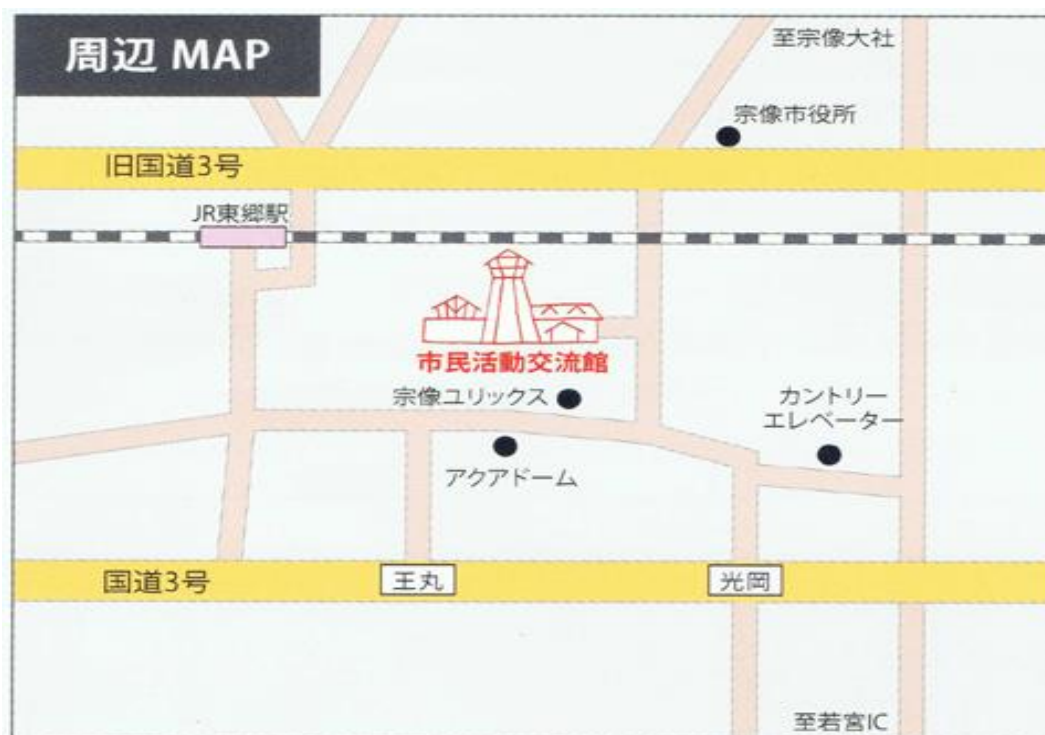 周辺 MAP
至宗像大社
宗像市役所
旧国道3号
JR東郷駅
市民活動交流館
宗像ユリックス
カントリー
エレベーター
アクアドーム
国道3号
王丸
光岡
至若宮IC